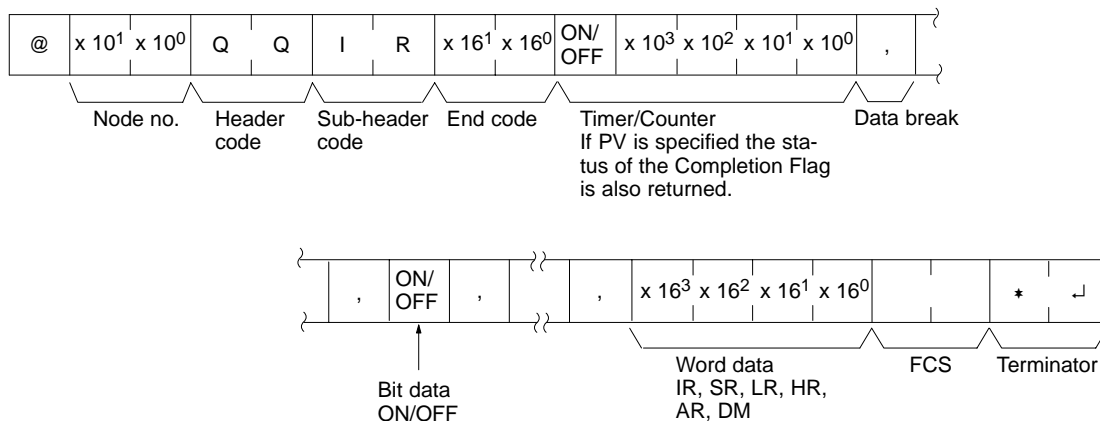 @ x 10¹ x 10⁰ Q Q I R x 16¹ x 16⁰ ON/OFF x 10³ x 10² x 10¹ x 10⁰ ,
Node no. Header code Sub-header code End code Timer/Counter Data break
If PV is specified the sta-
tus of the Completion Flag
is also returned.
, ON/OFF , , x 16³ x 16² x 16¹ x 16⁰ * ↵
Bit data
ON/OFF
Word data
IR, SR, LR, HR,
AR, DM
FCS
Terminator